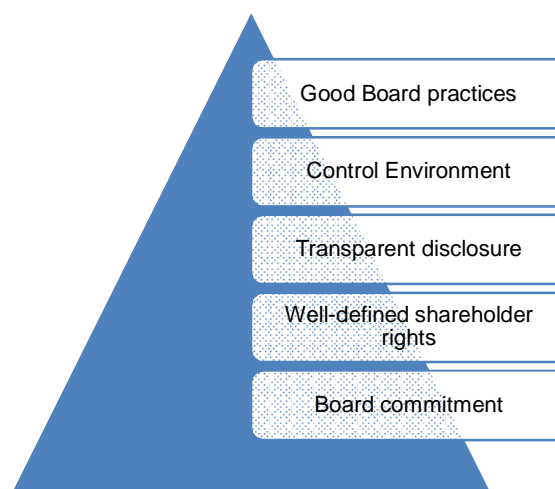 Good Board practices
Control Environment
Transparent disclosure
Well-defined shareholder
rights
Board commitment